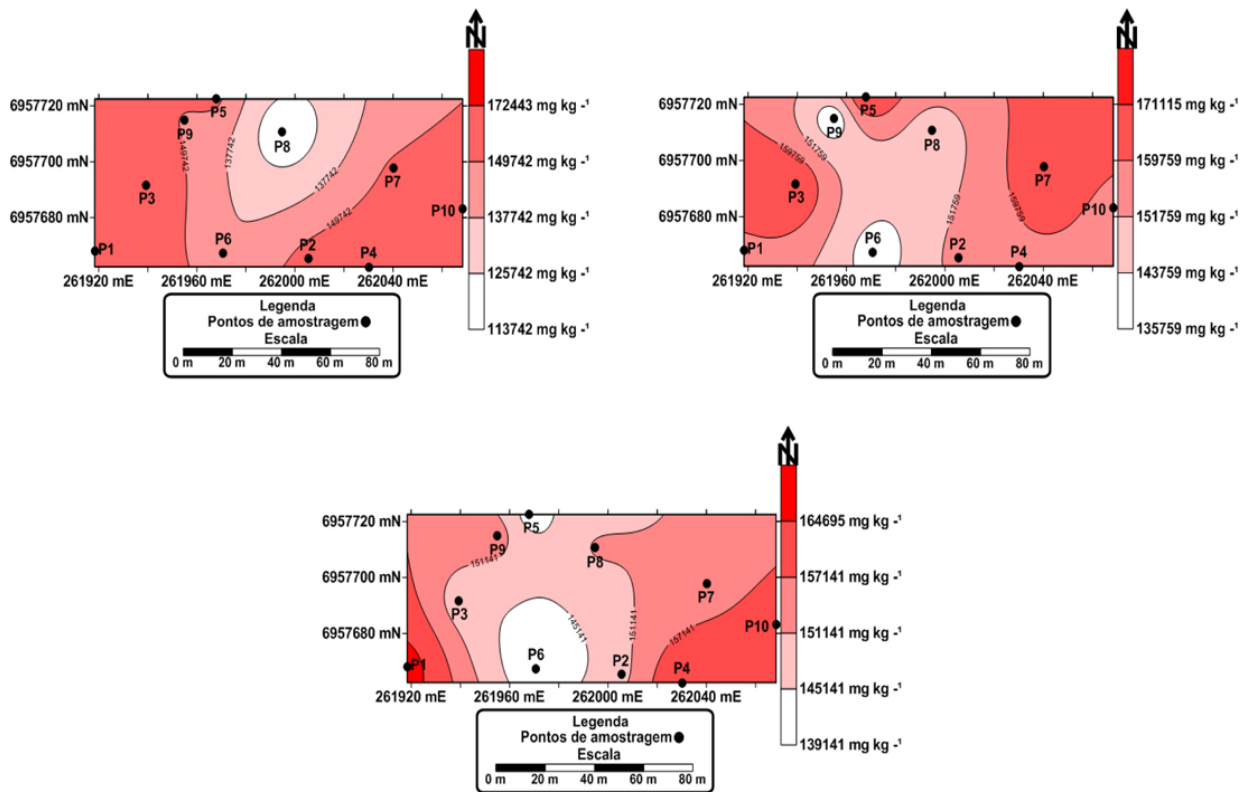 N
172443 mg kg -¹
149742 mg kg -¹
137742 mg kg -¹
125742 mg kg -¹
113742 mg kg -¹
6957720 mN
6957700 mN
6957680 mN
P5
P9
P8
P3
P7
P10
P1
P6
P2
P4
149742
137742
137742
149742
261920 mE 261960 mE 262000 mE 262040 mE
Legenda
Pontos de amostragem
Escala
0 m 20 m 40 m 60 m 80 m
N
171115 mg kg -¹
159759 mg kg -¹
151759 mg kg -¹
143759 mg kg -¹
135759 mg kg -¹
6957720 mN
6957700 mN
6957680 mN
P5
P9
P8
P3
P7
P10
P1
P6
P2
P4
159759
151759
151759
159759
261920 mE 261960 mE 262000 mE 262040 mE
Legenda
Pontos de amostragem
Escala
0 m 20 m 40 m 60 m 80 m
N
164695 mg kg -¹
157141 mg kg -¹
151141 mg kg -¹
145141 mg kg -¹
139141 mg kg -¹
6957720 mN
6957700 mN
6957680 mN
P5
P9
P8
P3
P7
P10
P1
P6
P2
P4
151141
145141
151141
157141
261920 mE 261960 mE 262000 mE 262040 mE
Legenda
Pontos de amostragem
Escala
0 m 20 m 40 m 60 m 80 m